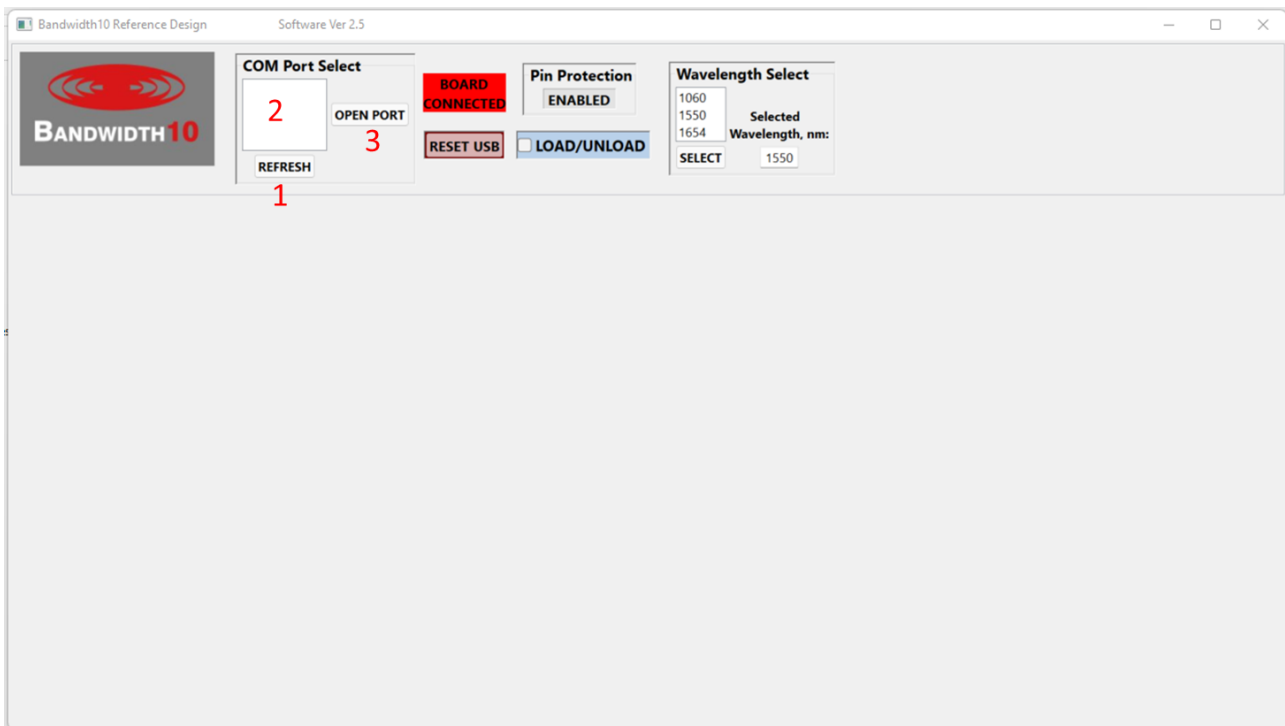 Bandwidth10 Reference Design Software Ver 2.5
BANDWIDTH10
COM Port Select
2
OPEN PORT
3
REFRESH
1
BOARD
CONNECTED
RESET USB
Pin Protection
ENABLED
LOAD/UNLOAD
Wavelength Select
1060
1550
1654
Selected
Wavelength, nm:
SELECT
1550